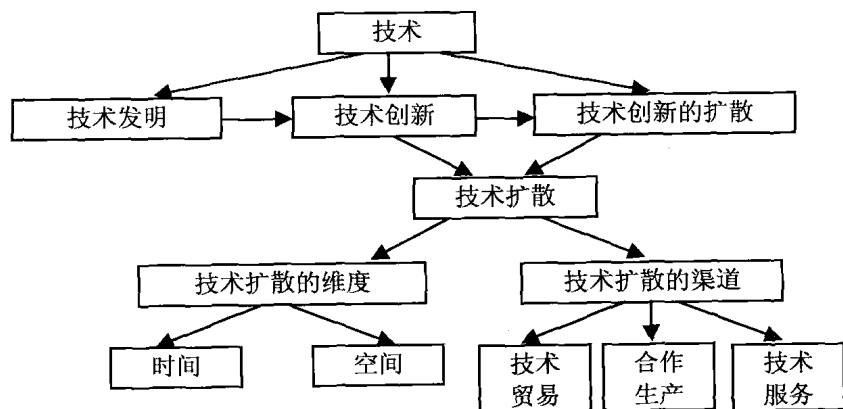 技术
技术发明
技术创新
技术创新的扩散
技术扩散
技术扩散的维度
技术扩散的渠道
时间
空间
技术
贸易
合作
生产
技术
服务